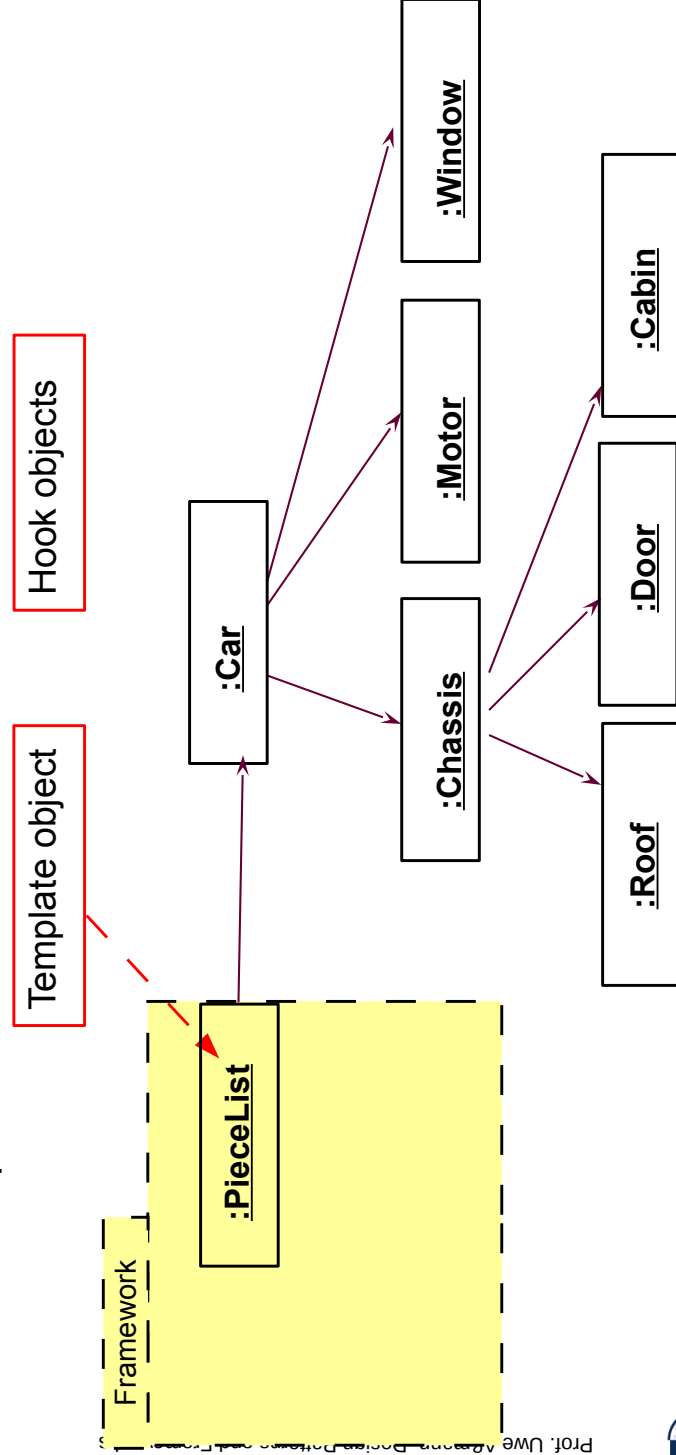 Template object
Hook objects
Framework
:PieceList
:Car
:Chassis
:Motor
:Window
:Roof
:Door
:Cabin
Prof. Uwe Aßmann, Design Patterns and